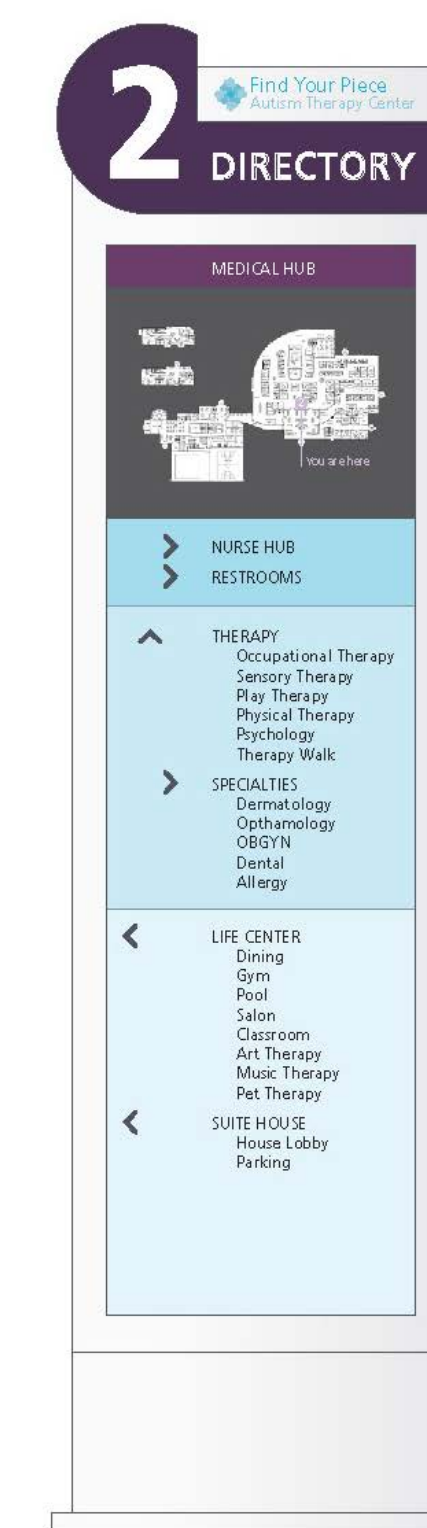 2
Find Your Piece
Autism Therapy Center
DIRECTORY
MEDICAL HUB
You are here
NURSE HUB
RESTROOMS
THERAPY
Occupational Therapy
Sensory Therapy
Play Therapy
Physical Therapy
Psychology
Therapy Walk
SPECIALTIES
Dermatology
Opthamology
OBGYN
Dental
Allergy
LIFE CENTER
Dining
Gym
Pool
Salon
Classroom
Art Therapy
Music Therapy
Pet Therapy
SUITE HOUSE
House Lobby
Parking